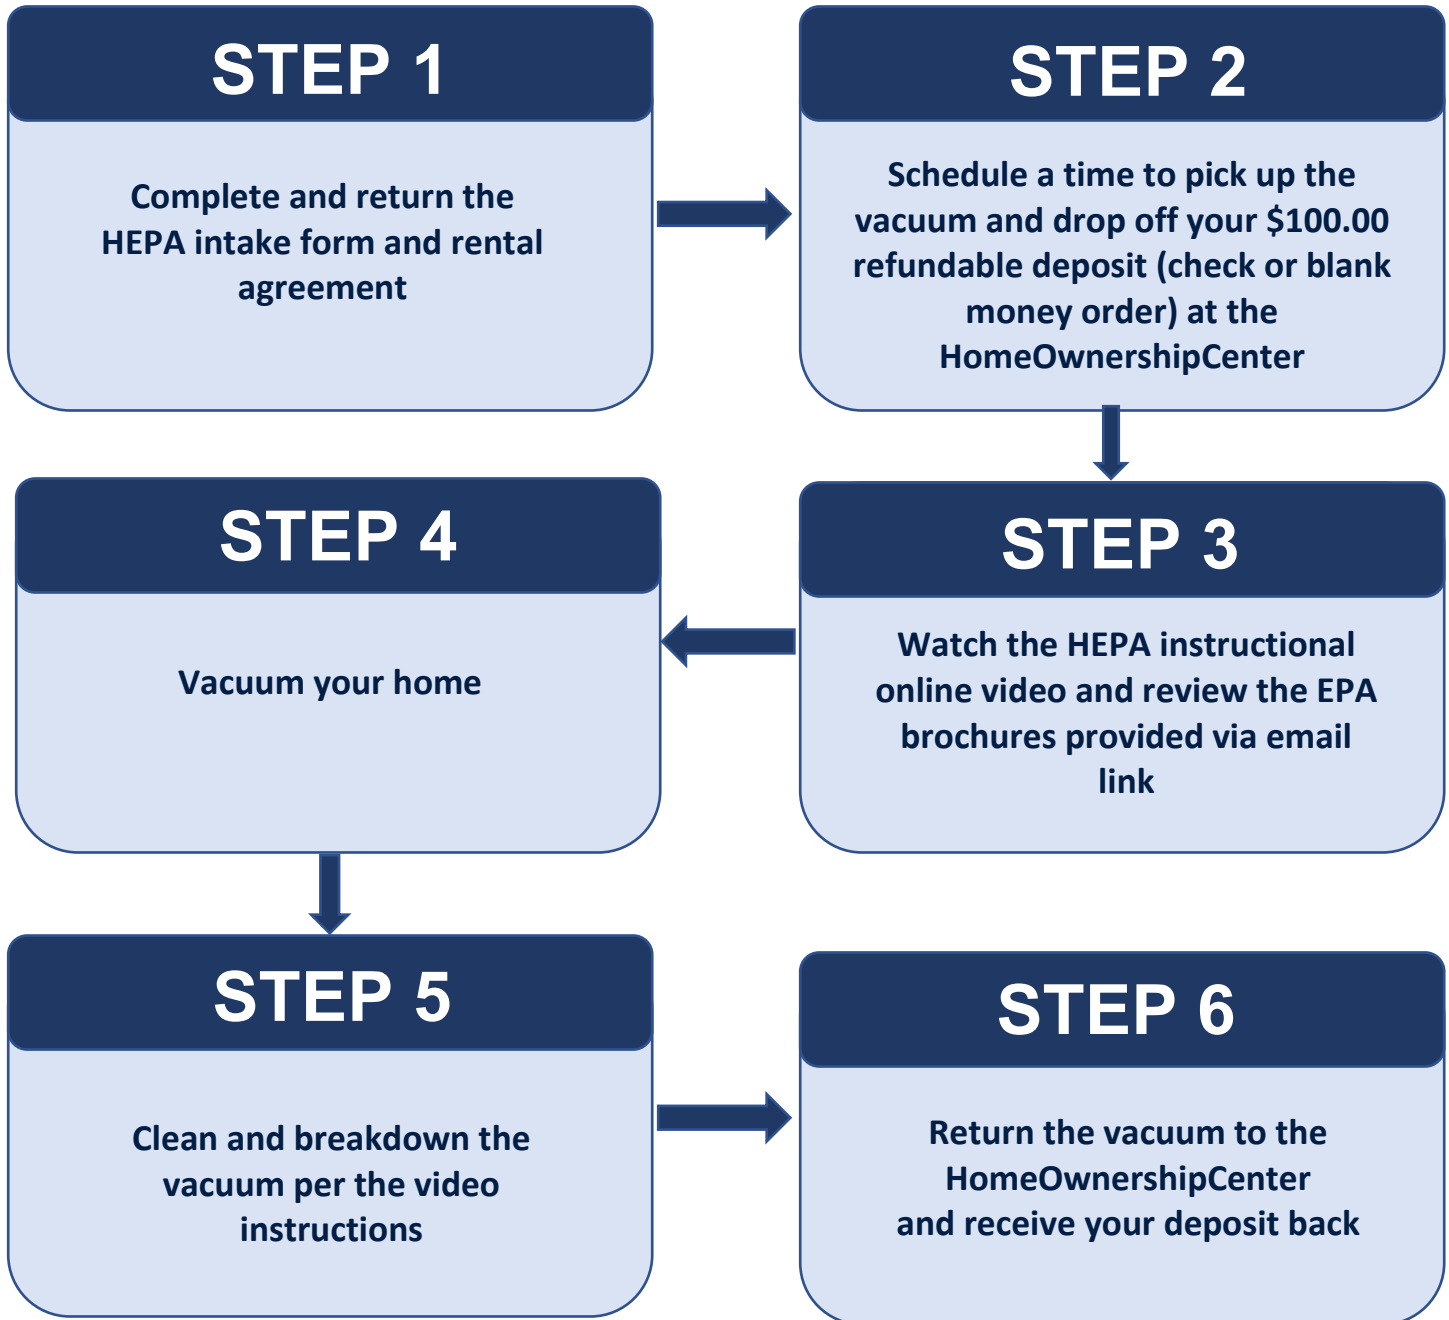 STEP 1
Complete and return the
HEPA intake form and rental
agreement
STEP 2
Schedule a time to pick up the
vacuum and drop off your $100.00
refundable deposit (check or blank
money order) at the
HomeOwnershipCenter
STEP 3
Watch the HEPA instructional
online video and review the EPA
brochures provided via email
link
STEP 4
Vacuum your home
STEP 5
Clean and breakdown the
vacuum per the video
instructions
STEP 6
Return the vacuum to the
HomeOwnershipCenter
and receive your deposit back